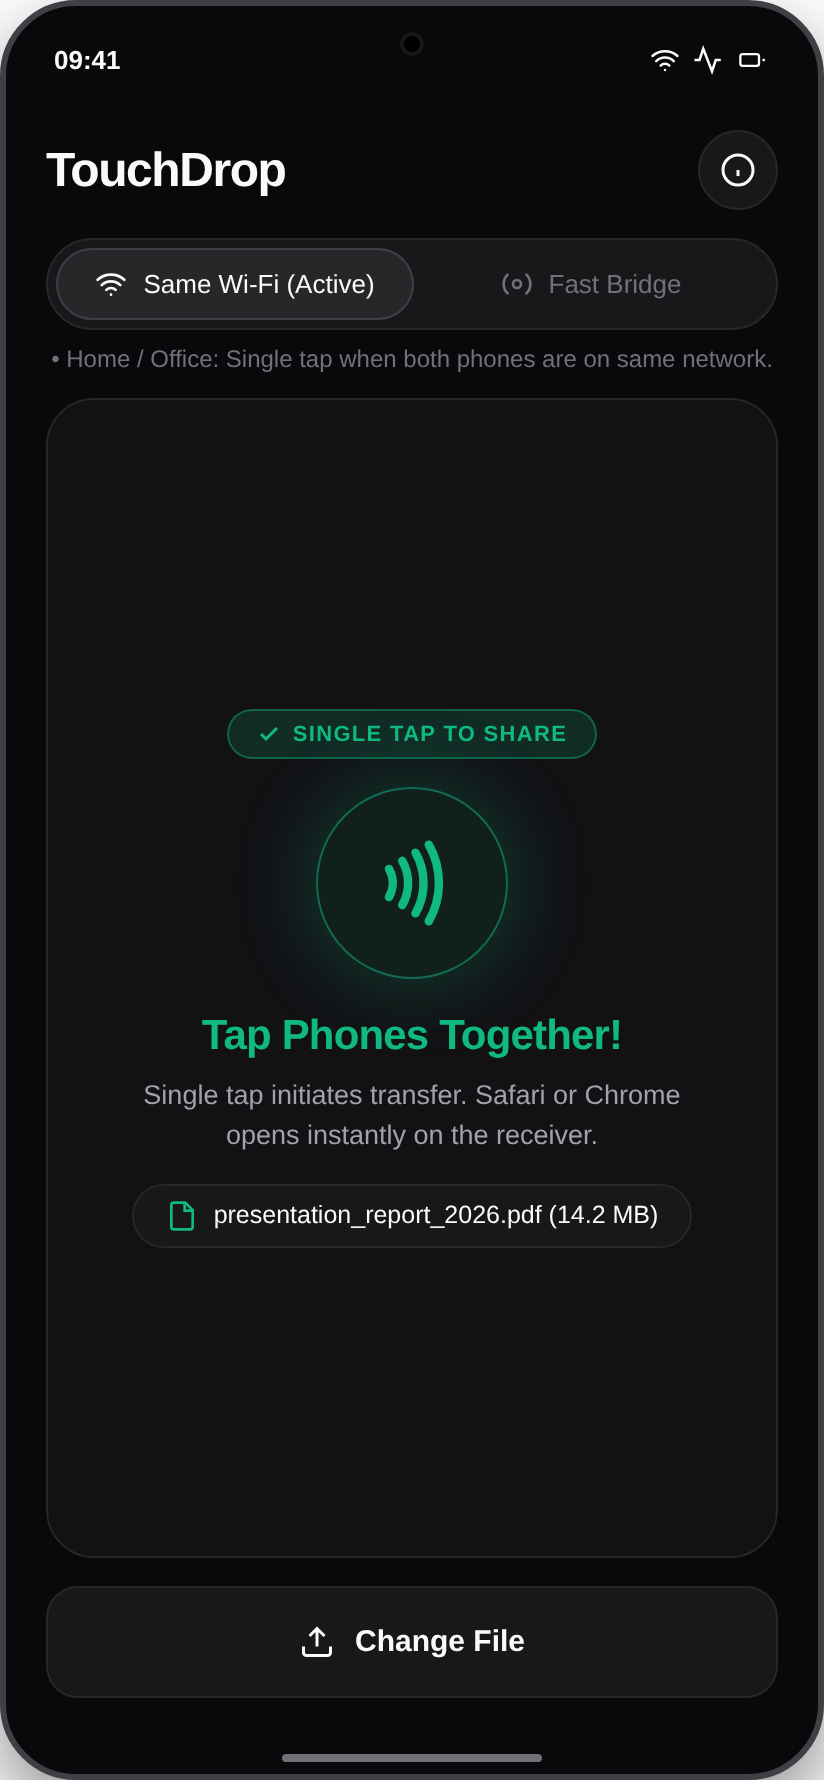 09:41
TouchDrop
Same Wi-Fi (Active)
Fast Bridge
• Home / Office: Single tap when both phones are on same network.
SINGLE TAP TO SHARE
Tap Phones Together!
Single tap initiates transfer. Safari or Chrome
opens instantly on the receiver.
presentation_report_2026.pdf (14.2 MB)
Change File